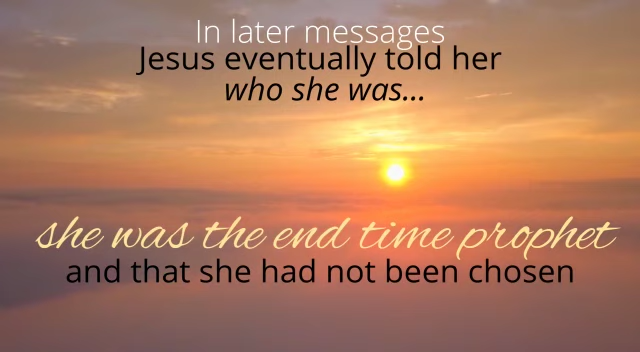 In later messages
Jesus eventually told her
who she was...
she was the end time prophet
and that she had not been chosen